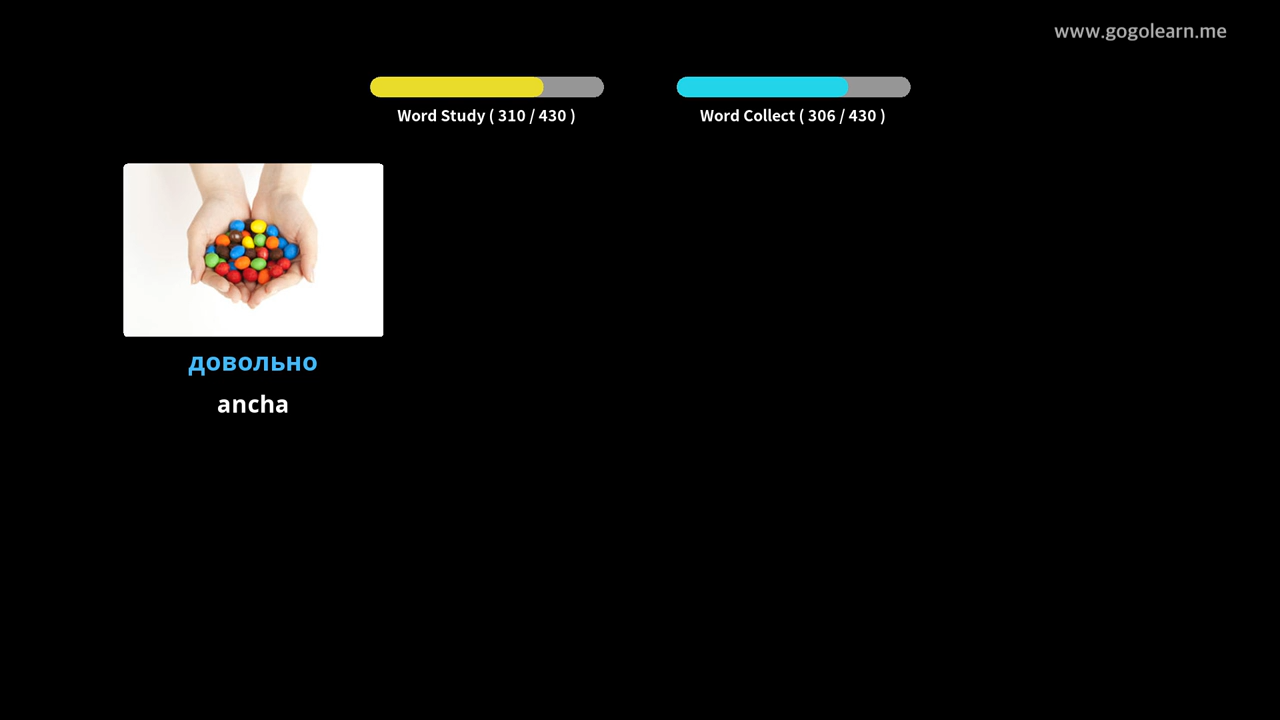 www.gogolearn.me
Word Study ( 310 / 430 )
Word Collect ( 306 / 430 )
довольно
ancha